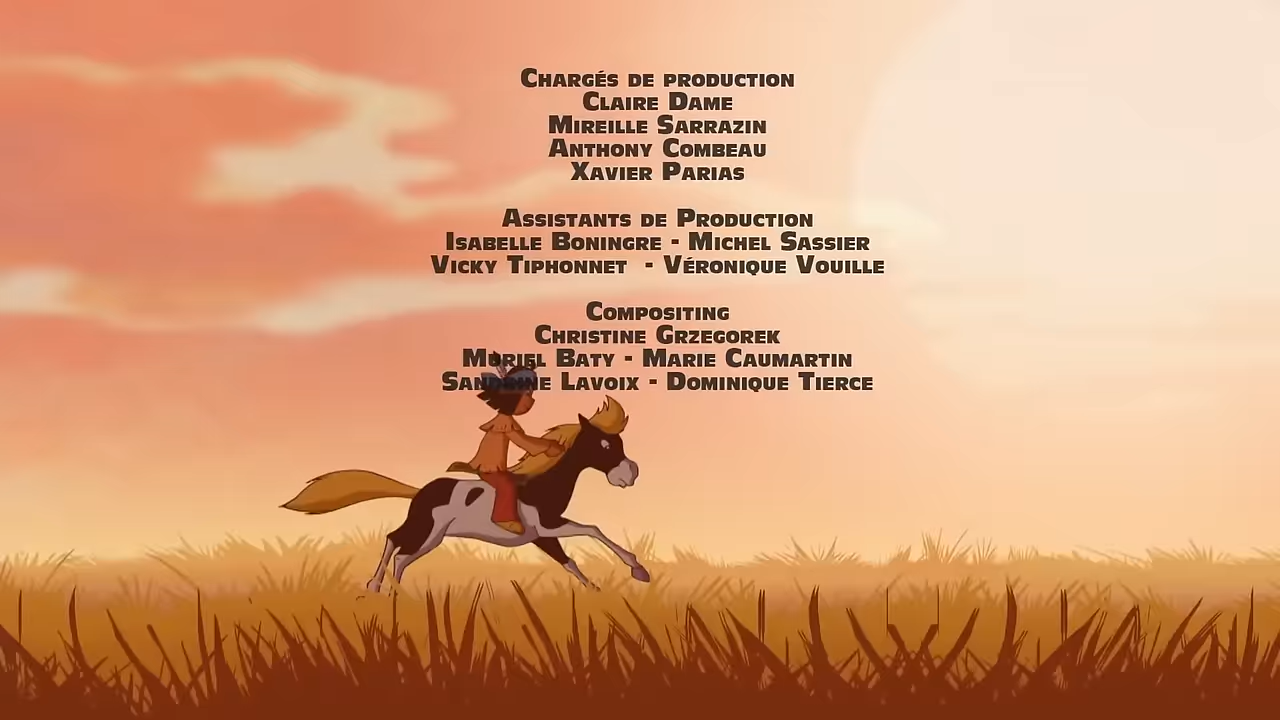 Chargés de production
Claire Dame
Mireille Sarrazin
Anthony Combeau
Xavier Parias
Assistants de Production
Isabelle Boningre - Michel Sassier
Vicky Tiphonnet - Véronique Vouille
Compositing
Christine Grzegorek
Muriel Baty - Marie Caumartin
Sandrine Lavoix - Dominique Tierce